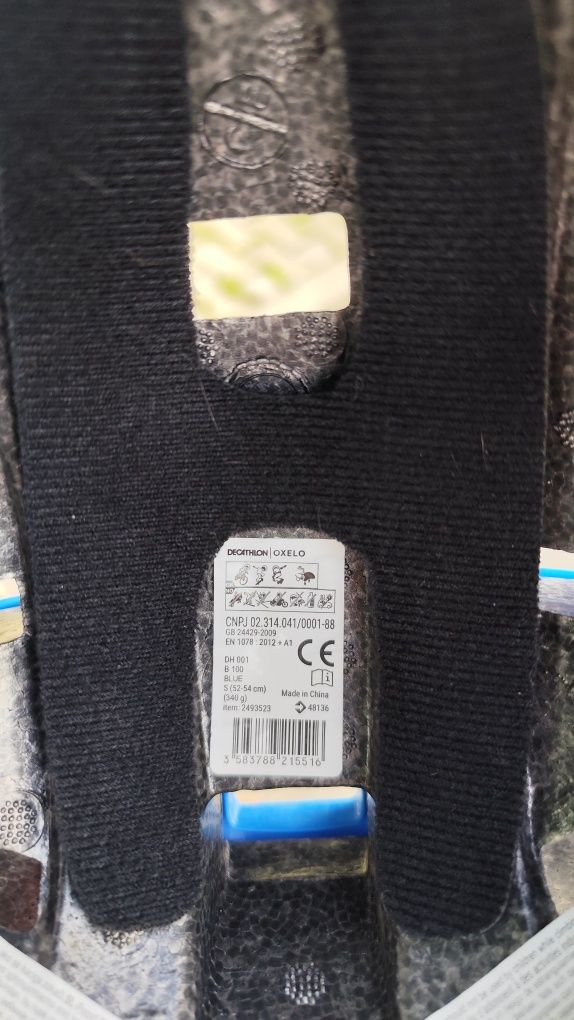 DECATHLON | OXELO
CNPJ 02.314.041/0001-88
GB 24429-2009
EN 1078 : 2012 + A1
CE
DH 001
B 100
BLUE
S (52-54 cm)
(340 g)
Made in China
item: 2493523
48136
3 583788 215516